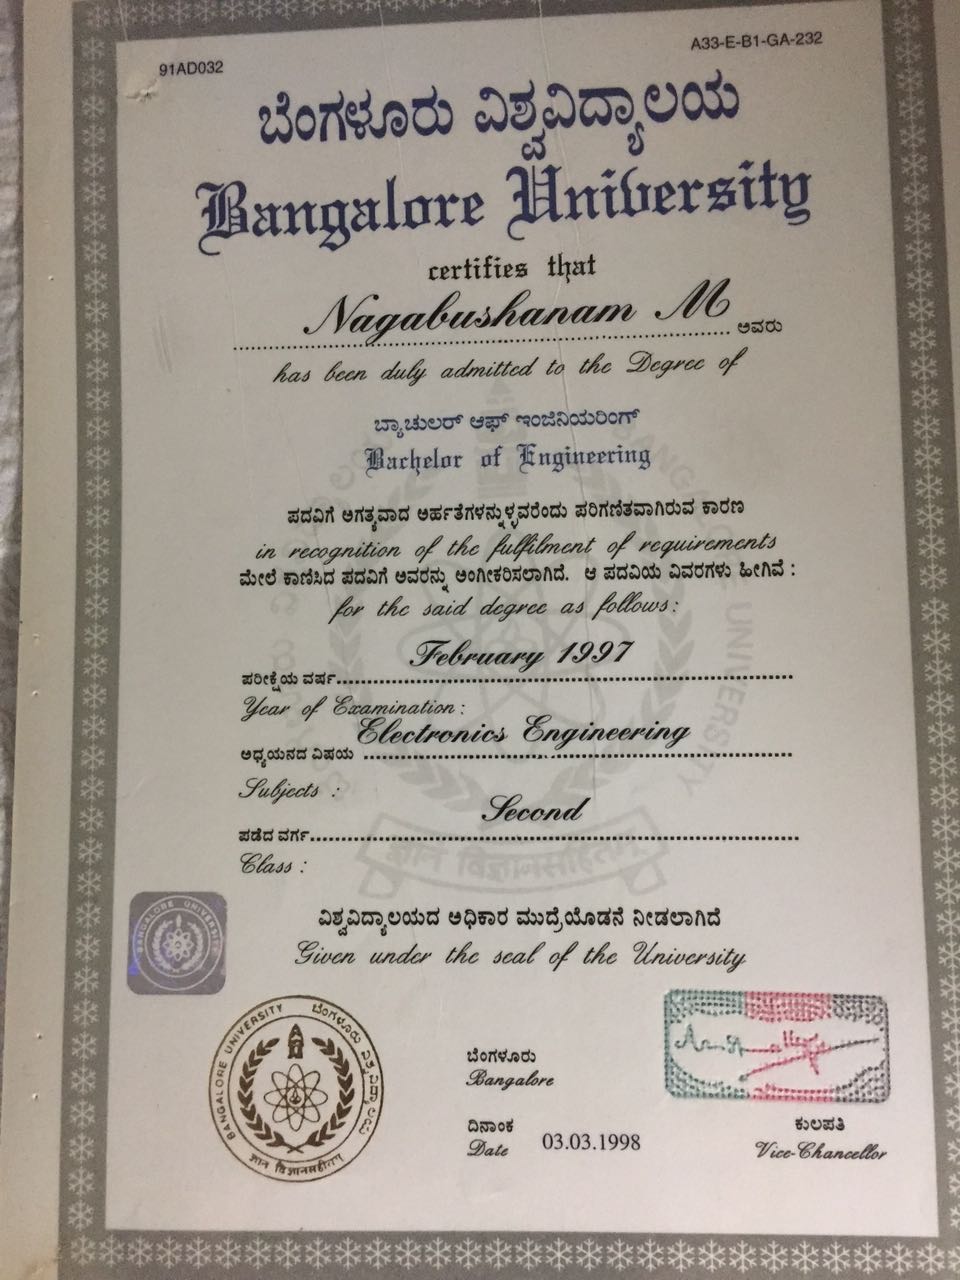 91AD032
A33-E-B1-GA-232
ಬೆಂಗಳೂರು ವಿಶ್ವವಿದ್ಯಾಲಯ
Bangalore University
certifies that
Nagabushanam M ಅವರು
has been duly admitted to the Degree of
ಬ್ಯಾಚುಲರ್ ಆಫ್ ಇಂಜಿನಿಯರಿಂಗ್
Bachelor of Engineering
ಪದವಿಗೆ ಅಗತ್ಯವಾದ ಅರ್ಹತೆಗಳನ್ನುಳ್ಳವರೆಂದು ಪರಿಗಣಿತವಾಗಿರುವ ಕಾರಣ
in recognition of the fulfilment of requirements
ಮೇಲೆ ಕಾಣಿಸಿದ ಪದವಿಗೆ ಅವರನ್ನು ಅಂಗೀಕರಿಸಲಾಗಿದೆ. ಆ ಪದವಿಯ ವಿವರಗಳು ಹೀಗಿವೆ :
for the said degree as follows:
February 1997
ಪರೀಕ್ಷೆಯ ವರ್ಷ
Year of Examination:
Electronics Engineering
ಅಧ್ಯಯನದ ವಿಷಯ
Subjects :
Second
ಪಡೆದ ವರ್ಗ
Class :
ವಿಶ್ವವಿದ್ಯಾಲಯದ ಅಧಿಕಾರ ಮುದ್ರೆಯೊಡನೆ ನೀಡಲಾಗಿದೆ
Given under the seal of the University
BANGALORE UNIVERSITY
BANGALORE UNIVERSITY
ಬೆಂಗಳೂರು ವಿಶ್ವವಿದ್ಯಾಲಯ
ज्ञानं विज्ञानसहितम्
ಬೆಂಗಳೂರು
Bangalore
ದಿನಾಂಕ
Date 03.03.1998
ಕುಲಪತಿ
Vice-Chancellor